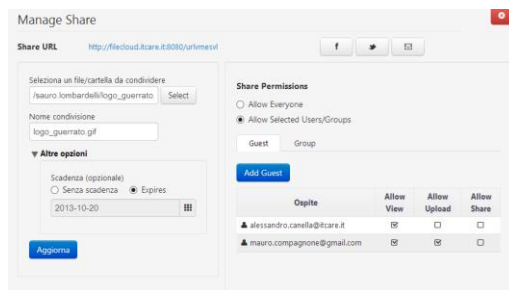 Manage Share
Share URL http://filecloud.itcare.it:8080/urlvmesvl
Seleziona un file/cartella da condividere
/sauro.lombardelli/logo_guerrato. Select
Nome condivisione
logo_guerrato.gif
Altre opzioni
Scadenza (opzionale)
Senza scadenza Expires
2013-10-20
Aggiorna
Share Permissions
Allow Everyone
Allow Selected Users/Groups
Guest Group
Add Guest
Ospite Allow View Allow Upload Allow Share
alessandro.canella@itcare.it
mauro.compagnone@gmail.com